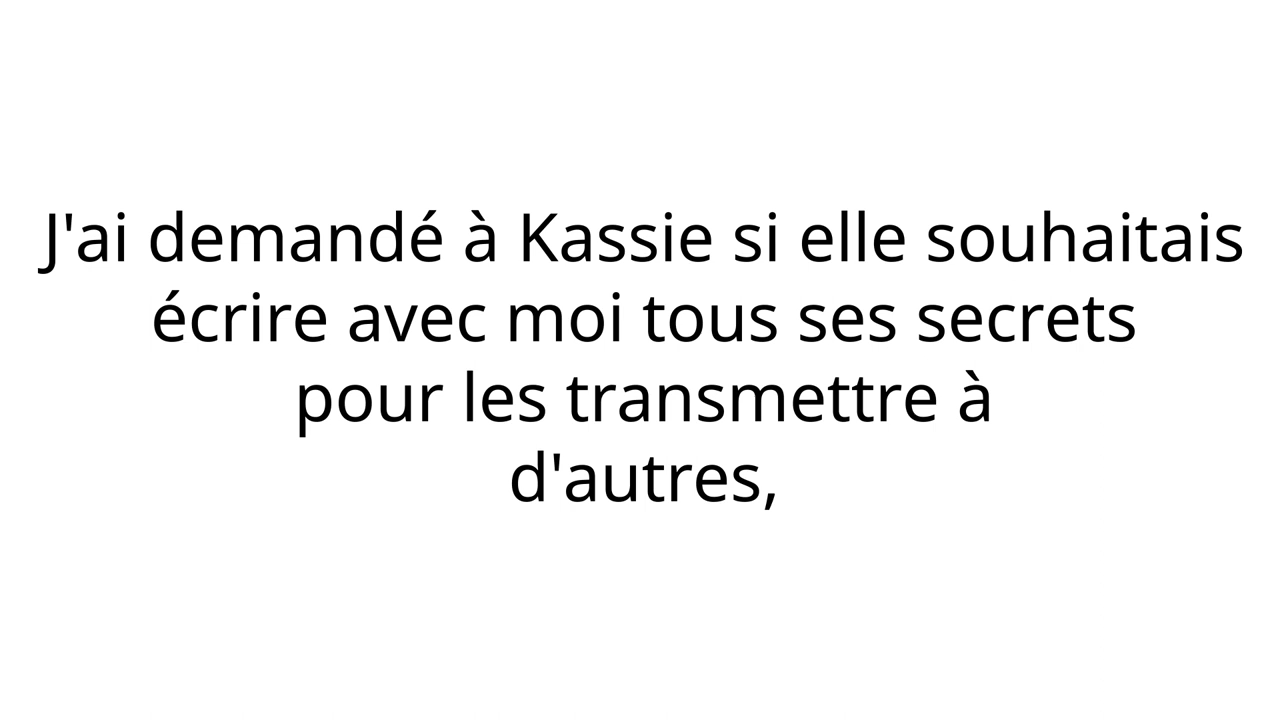 J'ai demandé à Kassie si elle souhaitais
écrire avec moi tous ses secrets
pour les transmettre à
d'autres,